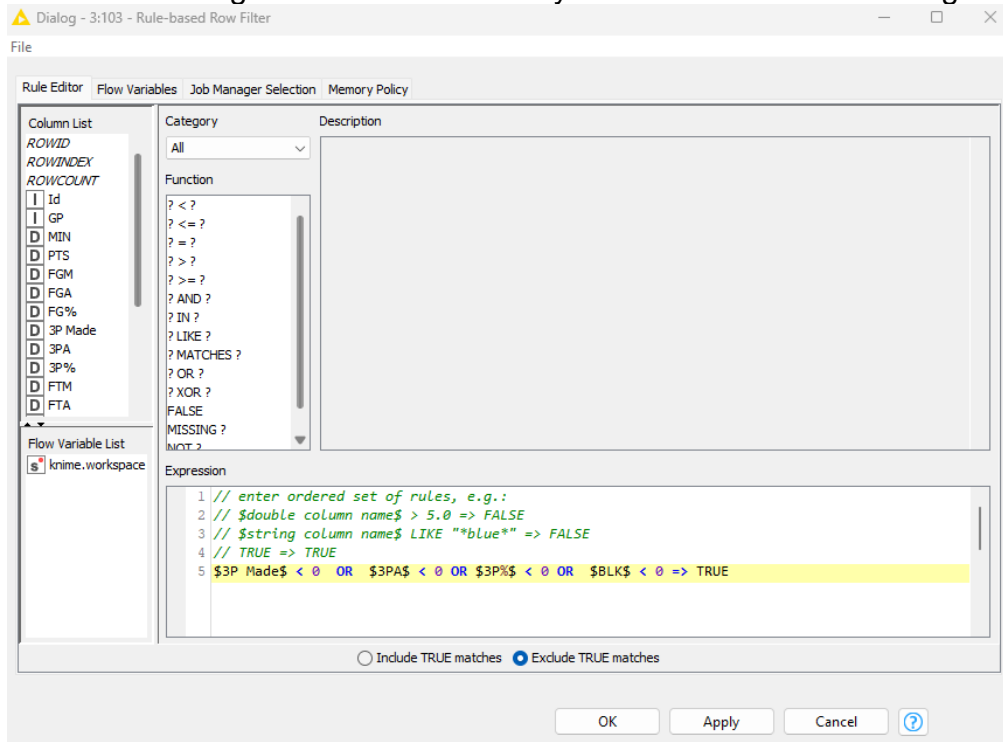 Dialog - 3:103 - Rule-based Row Filter
File
Rule Editor Flow Variables Job Manager Selection Memory Policy
Column List
ROWID
ROWINDEX
ROWCOUNT
I Id
I GP
D MIN
D PTS
D FGM
D FGA
D FG%
D 3P Made
D 3PA
D 3P%
D FTM
D FTA
Flow Variable List
s knime.workspace
Category
All
Function
? < ?
? <= ?
? = ?
? > ?
? >= ?
? AND ?
? IN ?
? LIKE ?
? MATCHES ?
? OR ?
? XOR ?
FALSE
MISSING ?
NOT ?
Description
Expression
1 // enter ordered set of rules, e.g.:
2 // $double column name$ > 5.0 => FALSE
3 // $string column name$ LIKE "*blue*" => FALSE
4 // TRUE => TRUE
5 $3P Made$ < 0 OR $3PA$ < 0 OR $3P%$ < 0 OR $BLK$ < 0 => TRUE
Include TRUE matches Exclude TRUE matches
OK Apply Cancel ?